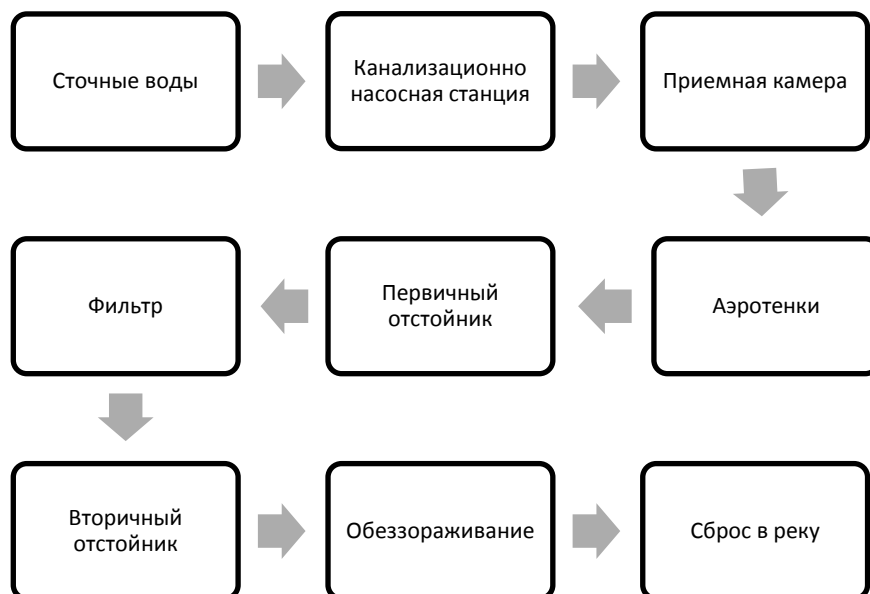 Сточные воды
Канализационно
насосная станция
Приемная камера
Аэротенки
Первичный
отстойник
Фильтр
Вторичный
отстойник
Обеззораживание
Сброс в реку